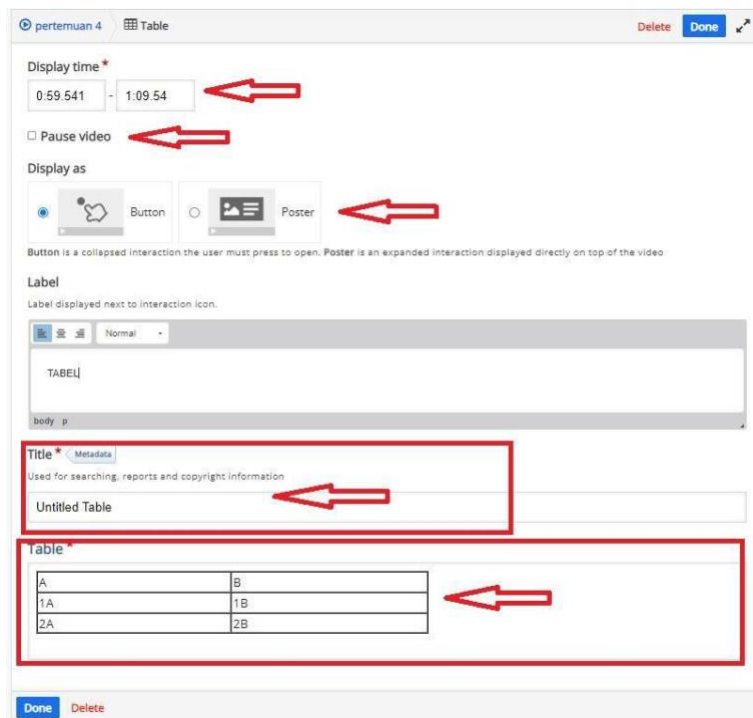 pertemuan 4 Table Delete Done
Display time *
0:59.541 - 1:09.54
Pause video
Display as
Button Poster
Button is a collapsed interaction the user must press to open. Poster is an expanded interaction displayed directly on top of the video
Label
Label displayed next to interaction icon.
Normal
TABEL
body p
Title * Metadata
Used for searching, reports and copyright information
Untitled Table
Table *
A B
1A 1B
2A 2B
Done Delete